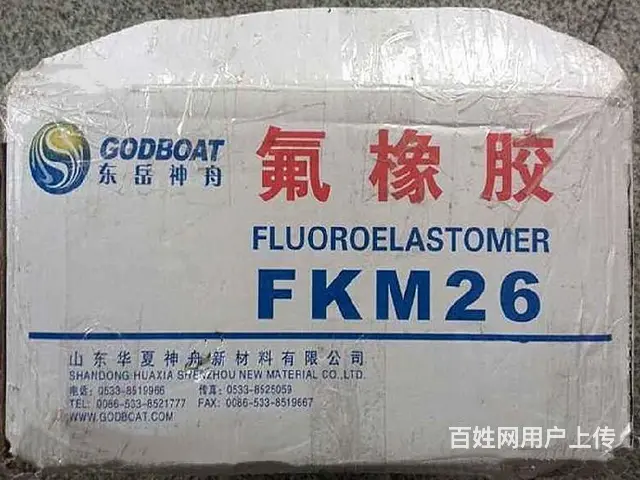 GODBOAT
东岳神舟
氟橡胶
FLUOROELASTOMER
FKM26
山东华夏神舟新材料有限公司
SHANDONG HUAXIA SHENZHOU NEW MATERIAL CO.,LTD.
电话: 0533-8519966 传真: 0533-8525059
TEL: 0086-533-8521777 FAX: 0086-533-8519667
WWW.GODBOAT.COM
百姓网用户上传